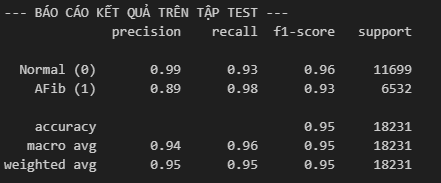 --- BÁO CÁO KẾT QUẢ TRÊN TẬP TEST ---
precision recall f1-score support
Normal (0) 0.99 0.93 0.96 11699
AFib (1) 0.89 0.98 0.93 6532
accuracy 0.95 18231
macro avg 0.94 0.96 0.95 18231
weighted avg 0.95 0.95 0.95 18231